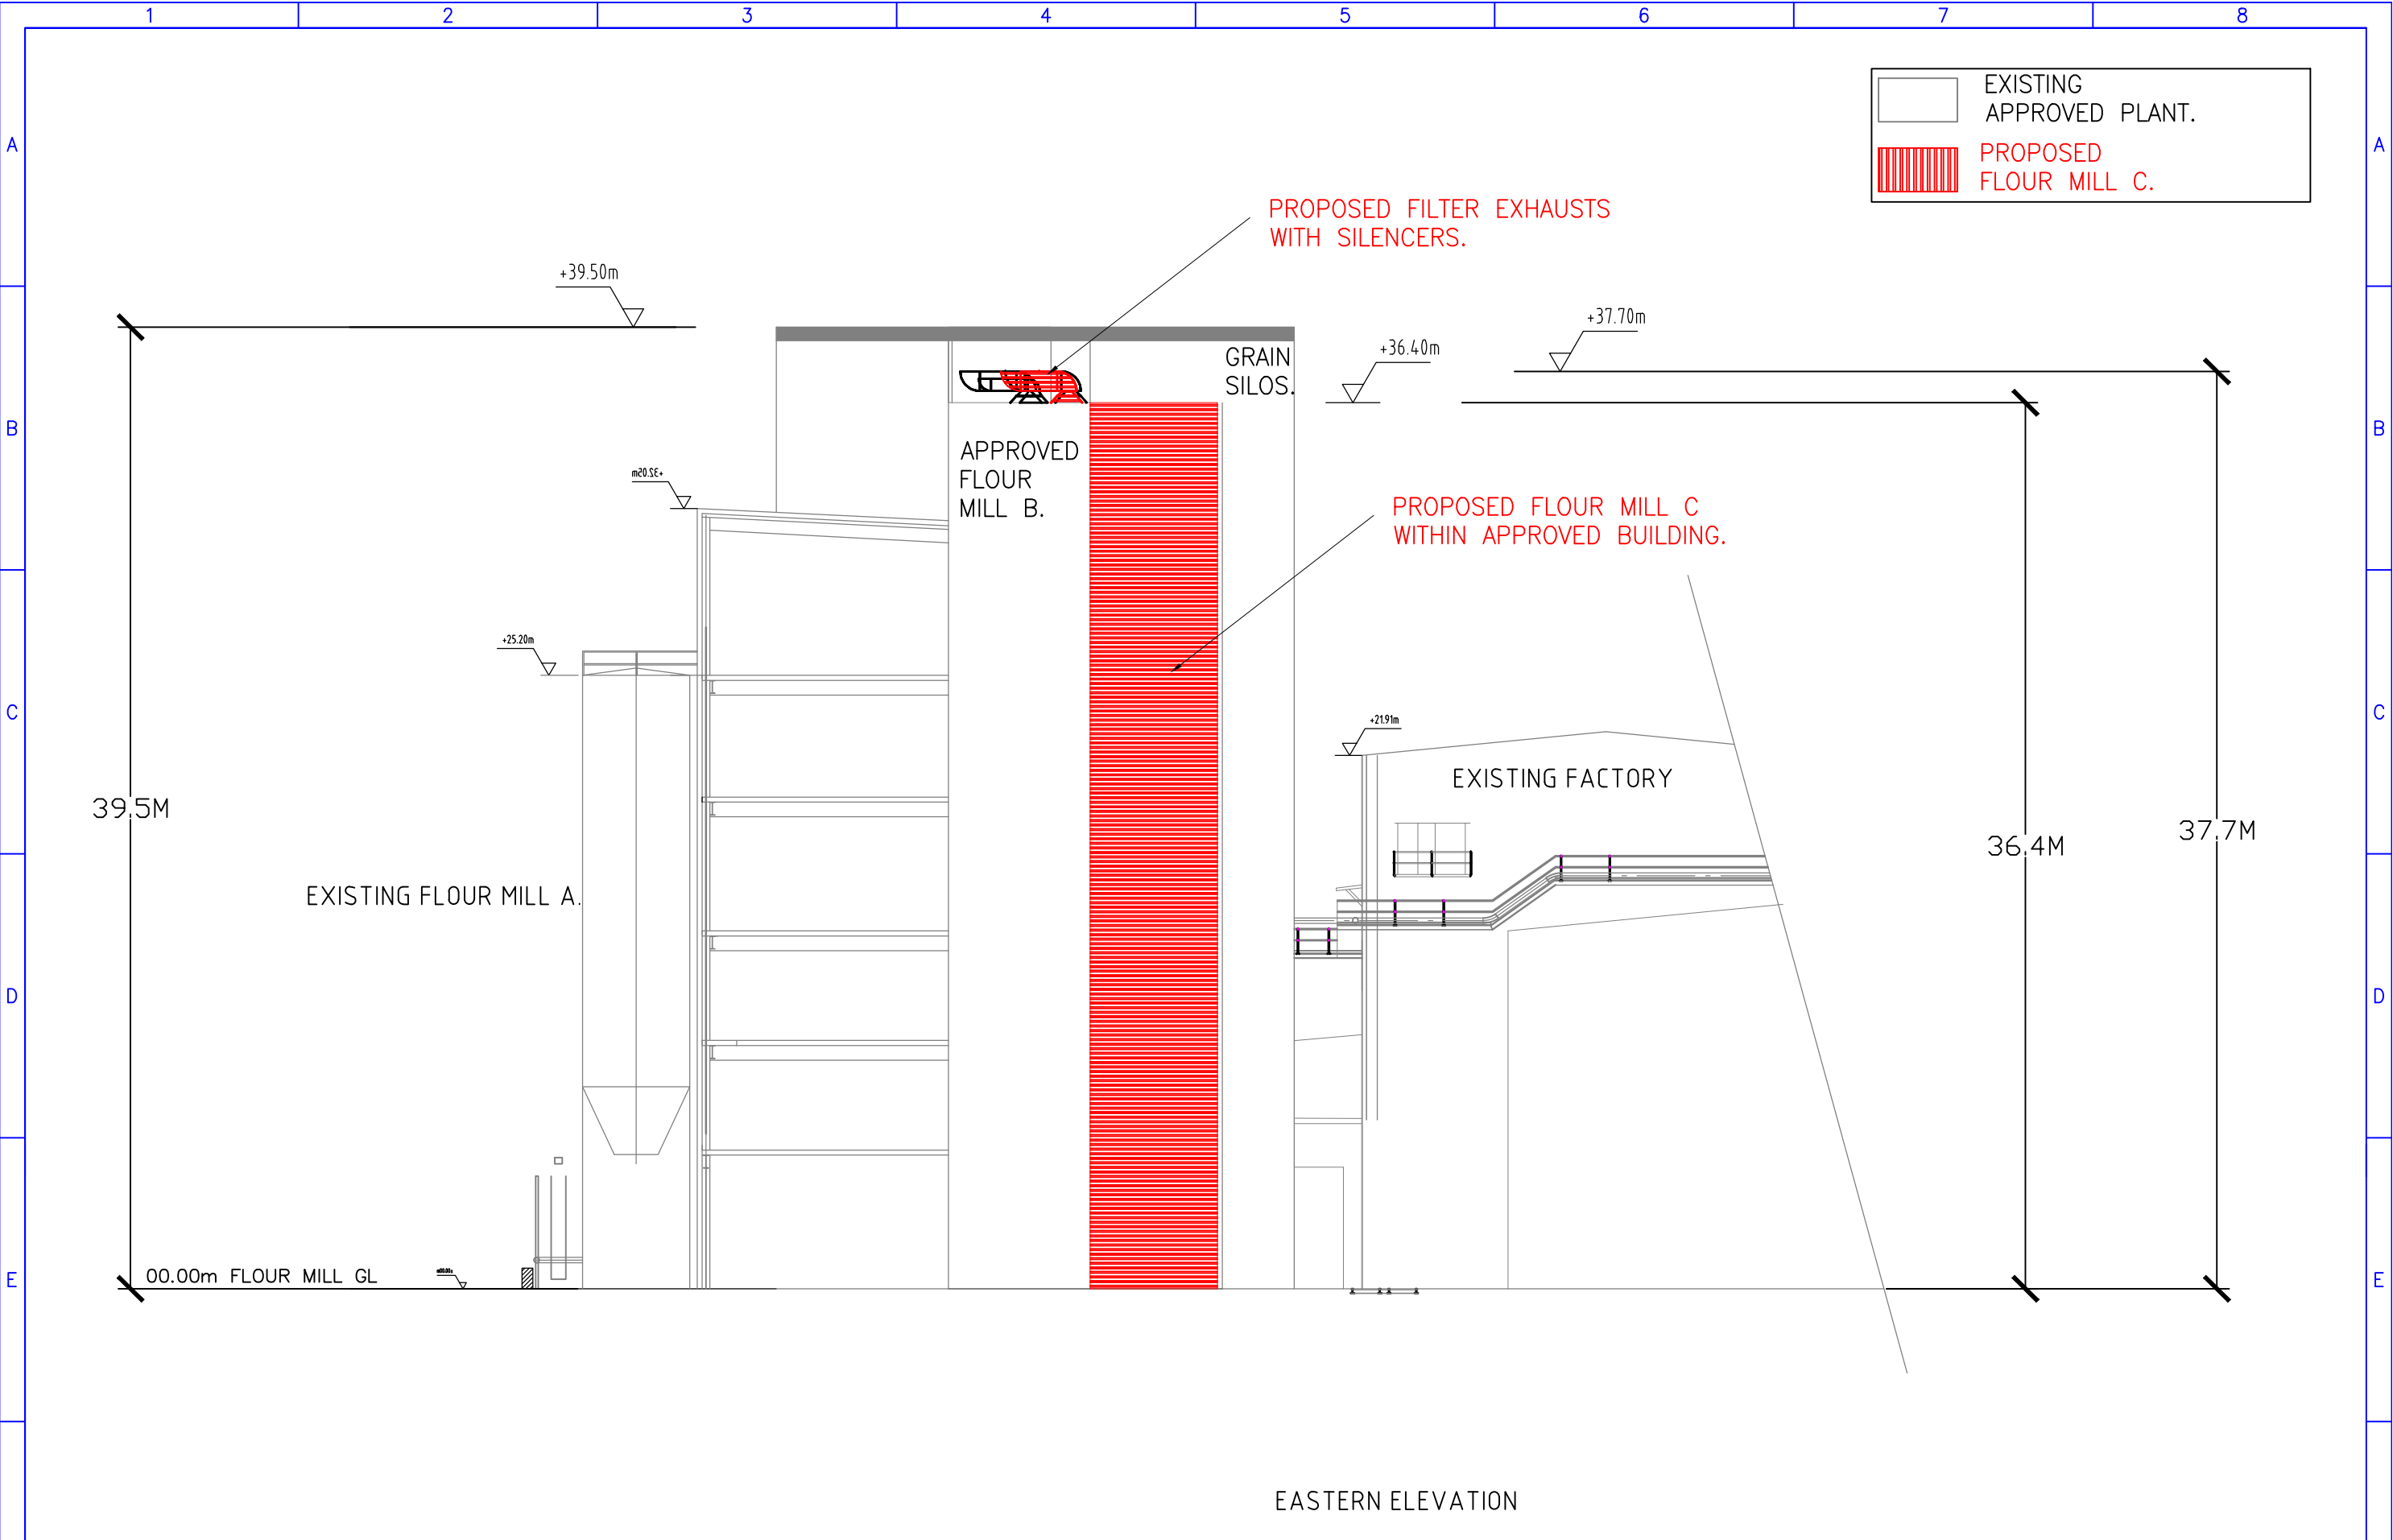 1 2 3 4 5 6 7 8
A A
EXISTING
APPROVED PLANT.
PROPOSED
FLOUR MILL C.
PROPOSED FILTER EXHAUSTS
WITH SILENCERS.
+39.50m
+37.70m
+36.40m
GRAIN
SILOS.
B B
APPROVED
FLOUR
MILL B.
+32.05m
PROPOSED FLOUR MILL C
WITHIN APPROVED BUILDING.
+25.20m
C C
+21.91m
EXISTING FACTORY
39.5M
37.7M
36.4M
EXISTING FLOUR MILL A.
D D
00.00m FLOUR MILL GL
E E
EASTERN ELEVATION